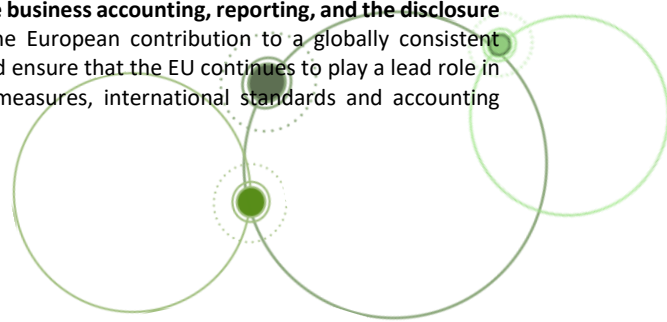 business accounting, reporting, and the disclosure
European contribution to a globally consistent
ensure that the EU continues to play a lead role in
measures, international standards and accounting